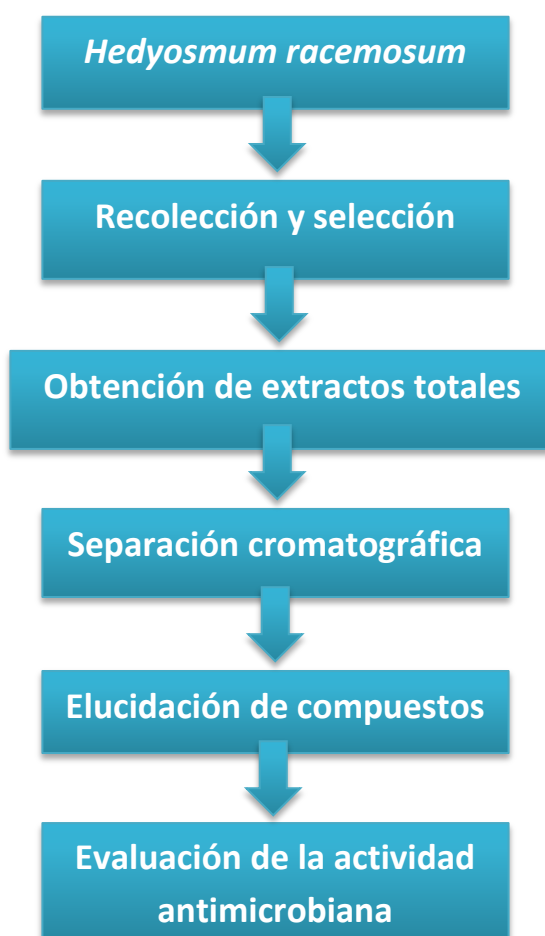 Hedyosmum racemosum
Recolección y selección
Obtención de extractos totales
Separación cromatográfica
Elucidación de compuestos
Evaluación de la actividad
antimicrobiana